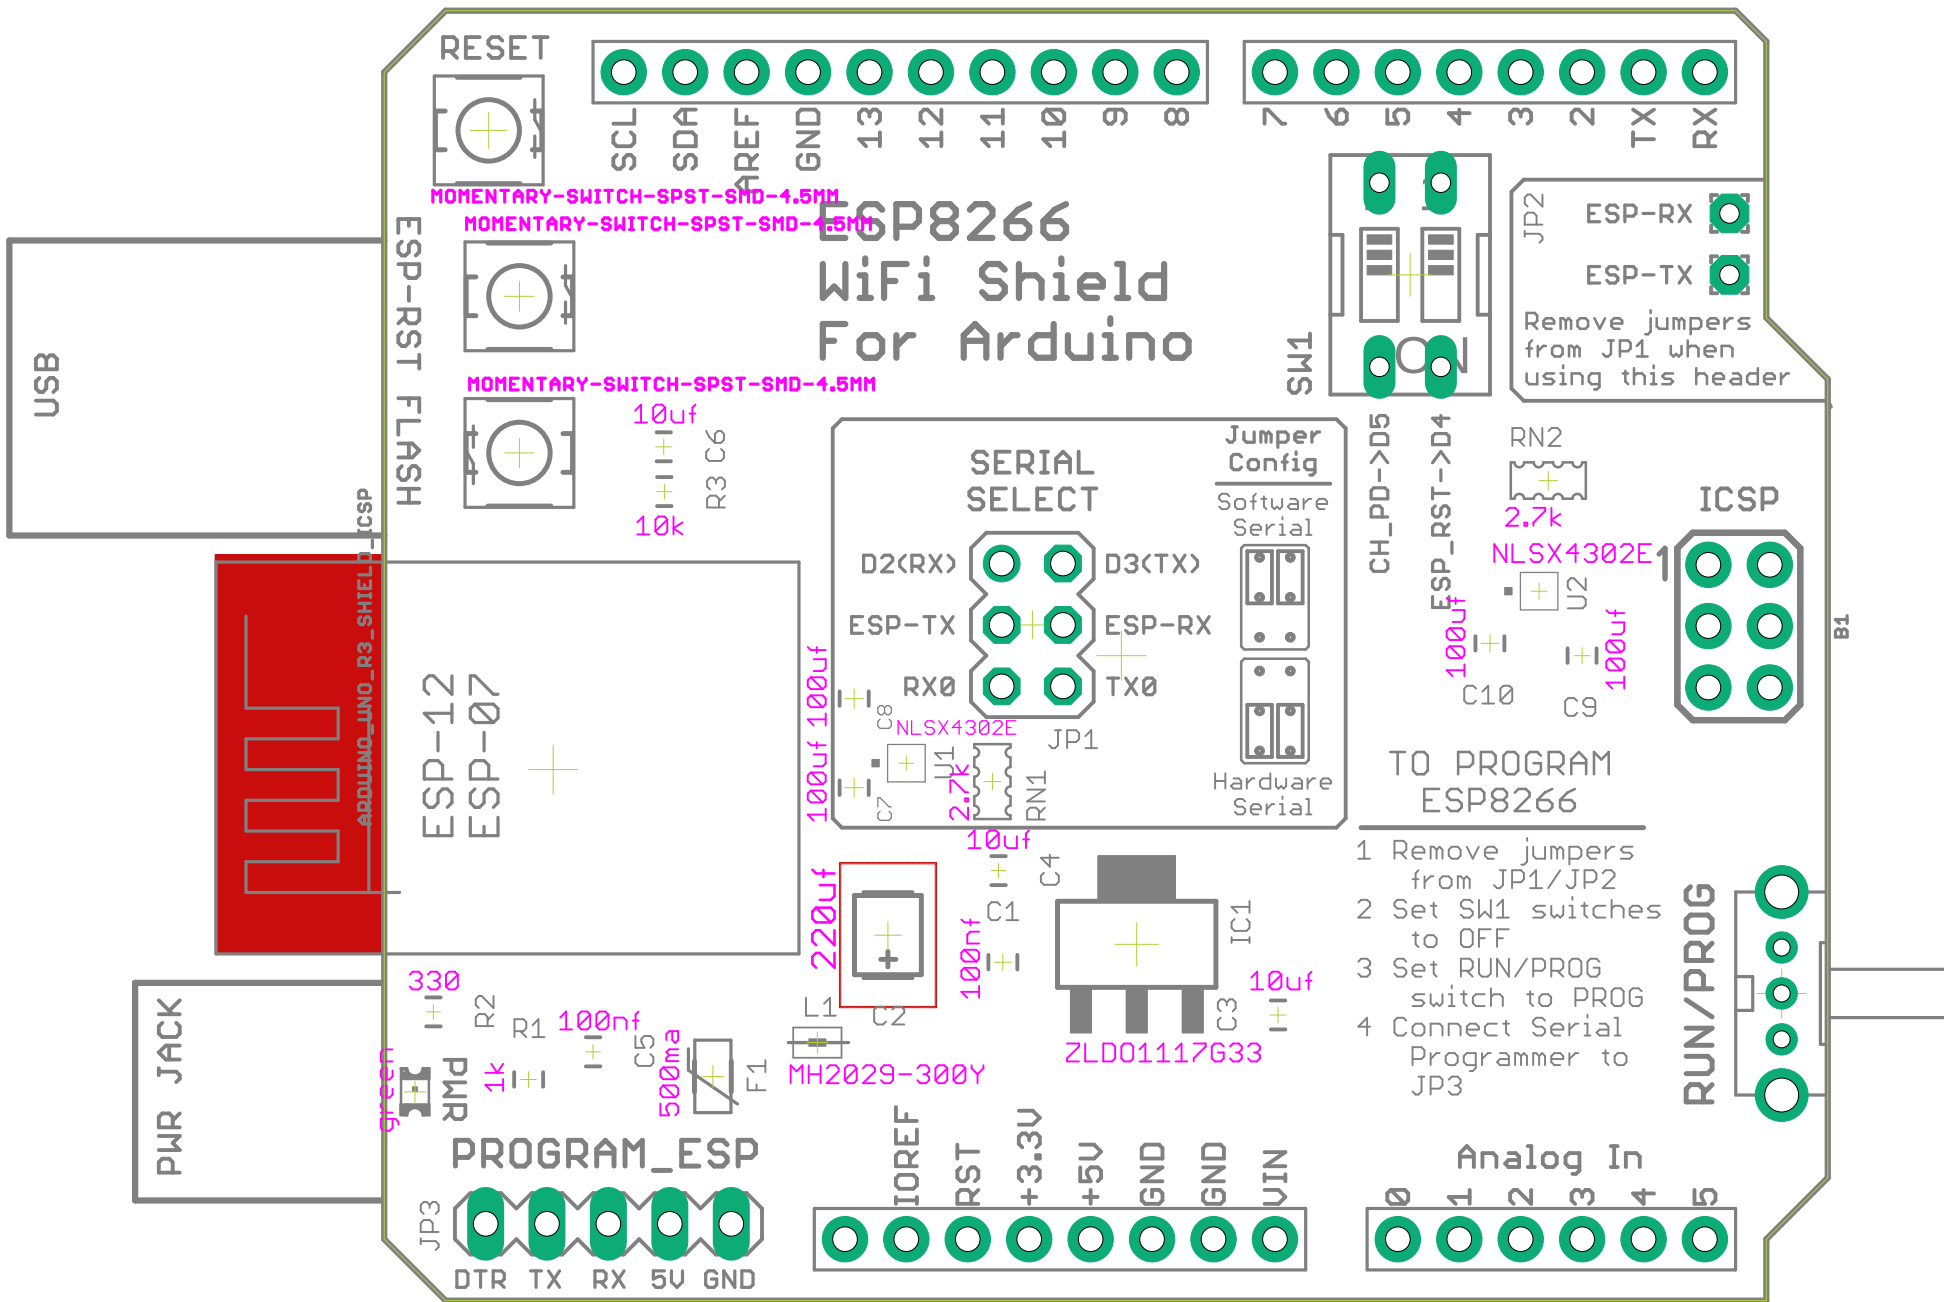 RESET
SCL
SDA
AREF
GND
13
12
11
10
9
8
7
6
5
4
3
2
TX
RX
MOMENTARY-SWITCH-SPST-SMD-4.5MM
MOMENTARY-SWITCH-SPST-SMD-4.5MM
MOMENTARY-SWITCH-SPST-SMD-4.5MM
ESP-RST
FLASH
USB
ESP8266
WiFi Shield
For Arduino
SW1
ON
JP2
ESP-RX
ESP-TX
Remove jumpers
from JP1 when
using this header
10uf
C6
R3
10k
SERIAL
SELECT
Jumper
Config
Software
Serial
D2(RX)
D3(TX)
ESP-TX
ESP-RX
RX0
TX0
JP1
Hardware
Serial
CH_PD->D5
ESP_RST->D4
RN2
2.7k
NLSX4302E
U2
100uf
C10
100uf
C9
ICSP
1
B1
ARDUINO_UNO_R3_SHIELD_ICSP
ESP-12
ESP-07
100uf
C8
NLSX4302E
U1
100uf
C7
2.7k
RN1
TO PROGRAM
ESP8266
1 Remove jumpers
from JP1/JP2
2 Set SW1 switches
to OFF
3 Set RUN/PROG
switch to PROG
4 Connect Serial
Programmer to
JP3
RUN/PROG
10uf
C4
220uf
C2
C1
100nf
IC1
ZLDO1117G33
10uf
C3
L1
MH2029-300Y
330
R2
R1
1k
100nf
C5
500ma
F1
green
PWR
PWR JACK
PROGRAM_ESP
JP3
DTR
TX
RX
5V
GND
IOREF
RST
+3.3V
+5V
GND
GND
VIN
Analog In
0
1
2
3
4
5